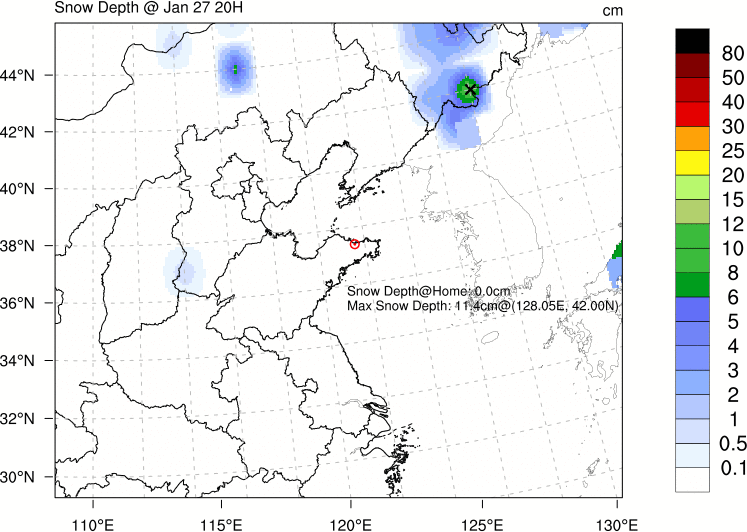 Snow Depth @ Jan 27 20H
cm
80
50
40
30
25
20
15
12
10
8
6
5
4
3
2
1
0.5
0.1
44°N
42°N
40°N
38°N
36°N
34°N
32°N
30°N
Snow Depth@Home: 0.0cm
Max Snow Depth: 11.4cm@(128.05E, 42.00N)
110°E
115°E
120°E
125°E
130°E